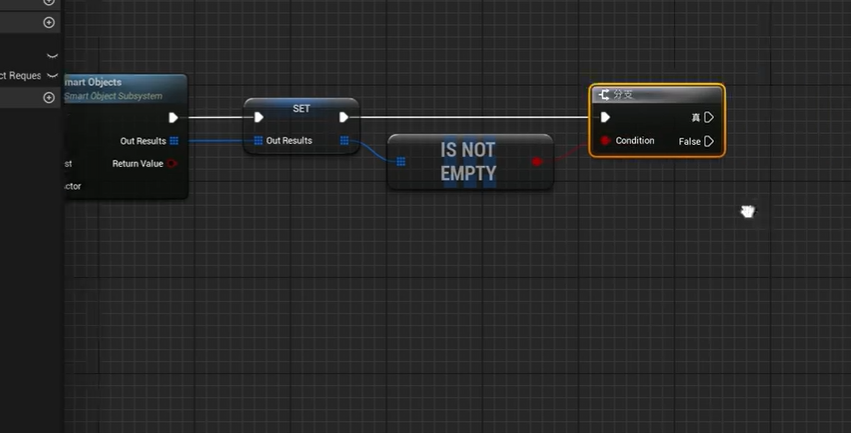 ct Reques
mart Objects
Smart Object Subsystem
Out Results
st
Return Value
ctor
SET
Out Results
IS NOT
EMPTY
分支
真
Condition
False